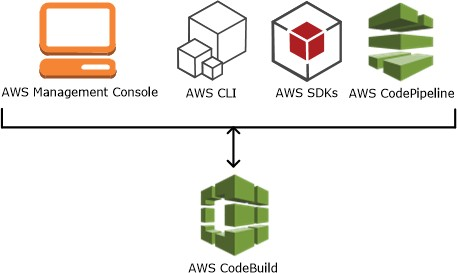 AWS Management Console
AWS CLI
AWS SDKs
AWS CodePipeline
AWS CodeBuild